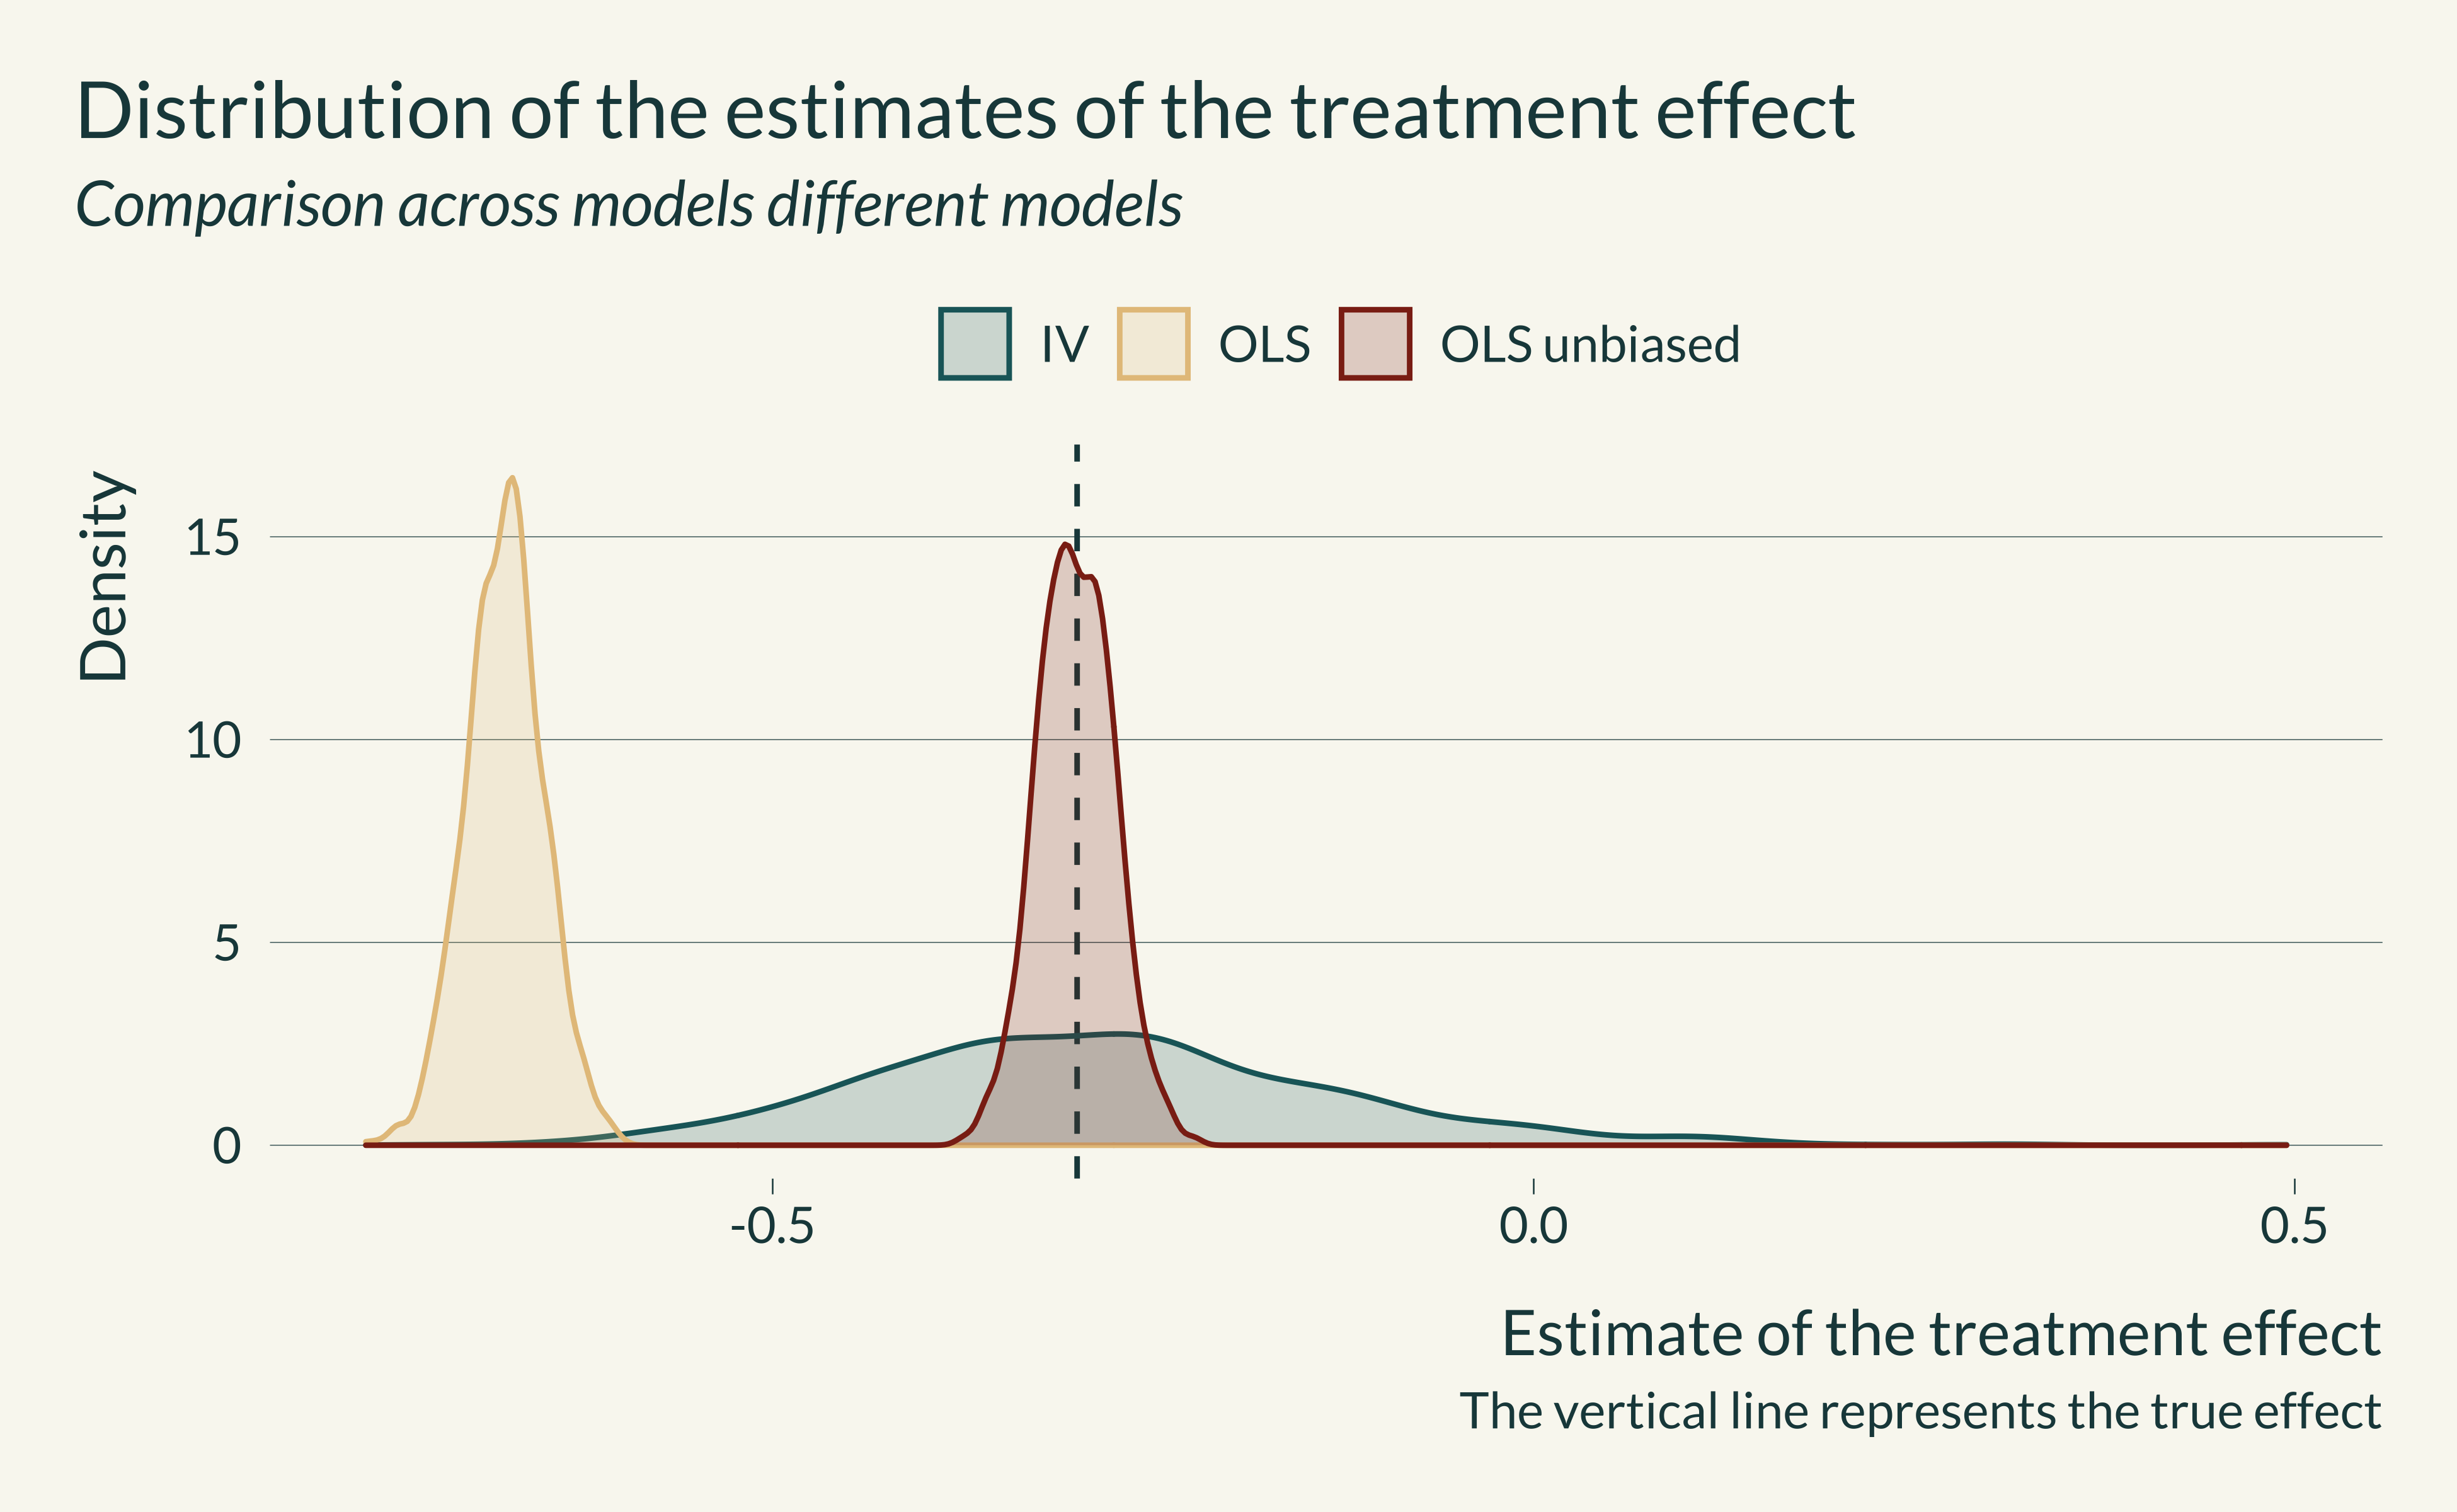 Distribution of the estimates of the treatment effect
Comparison across models different models
IV OLS OLS unbiased
Density
15
10
5
0
-0.5 0.0 0.5
Estimate of the treatment effect
The vertical line represents the true effect